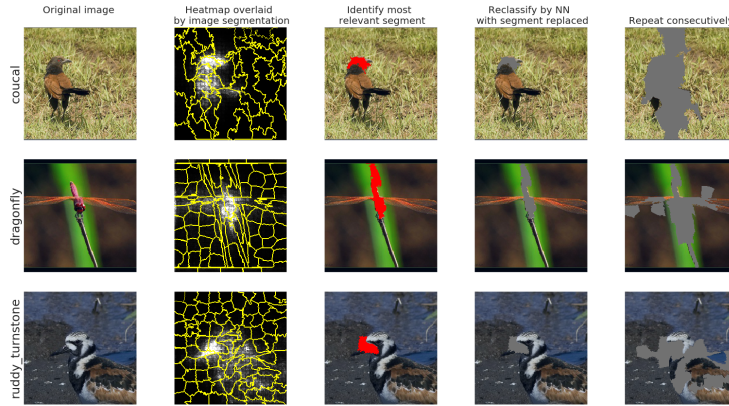 Original image
Heatmap overlaid
by image segmentation
Identify most
relevant segment
Reclassify by NN
with segment replaced
Repeat consecutively
coucal
dragonfly
ruddy_turnstone